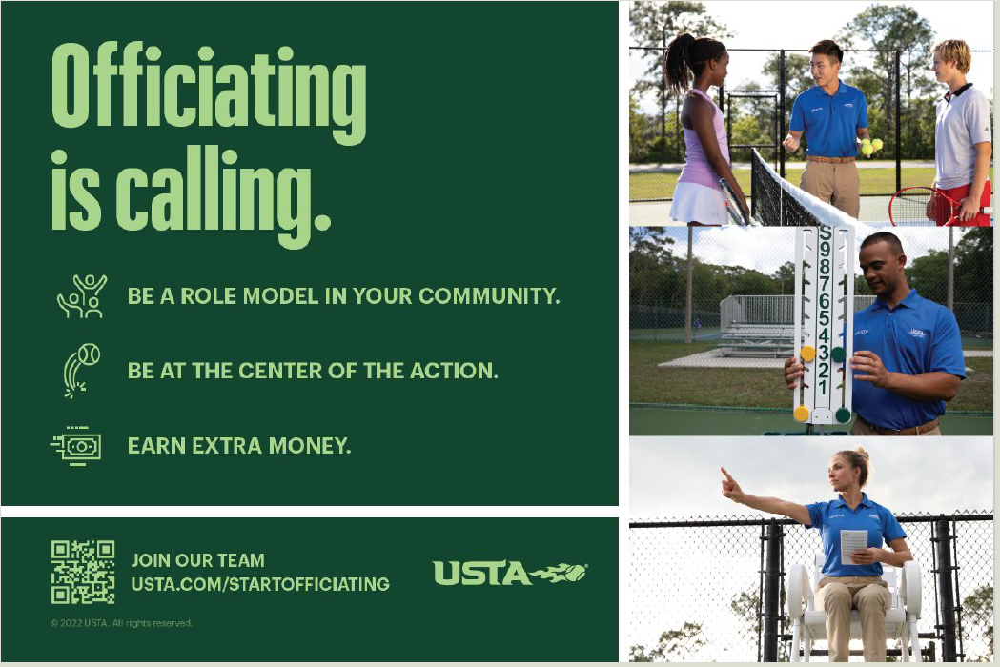 Officiating
is calling.
BE A ROLE MODEL IN YOUR COMMUNITY.
BE AT THE CENTER OF THE ACTION.
EARN EXTRA MONEY.
JOIN OUR TEAM
USTA.COM/STARTOFFICIATING
USTA
© 2022 USTA. All rights reserved.
S
9
8
7
6
5
4
3
2
1